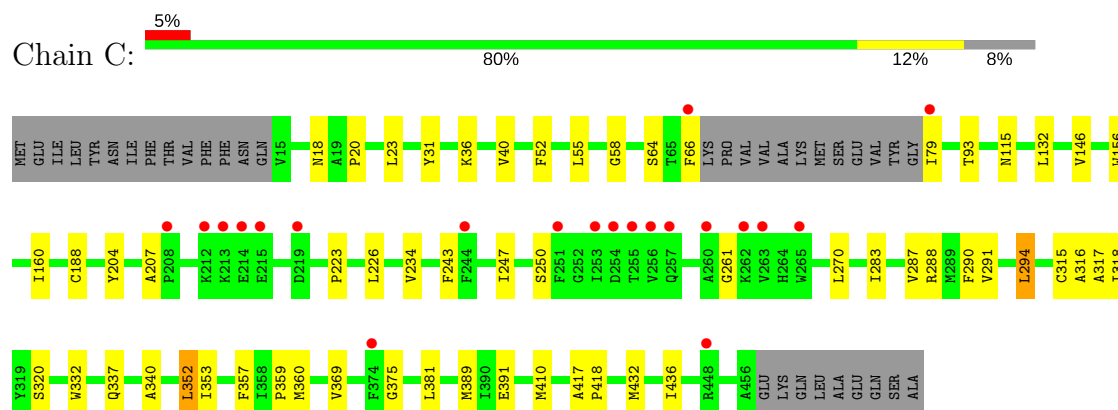 5%
Chain C:
80% 12% 8%
MET GLU ILE LEU TYR ASN ILE PHE THR VAL PHE PHE ASN GLN V15 N18 A19 P20 L23 Y31 K36 V40 F52 L55 G58 S64 T65 F66 LYS PRO VAL VAL ALA LYS MET SER GLU VAL TYR GLY I79 T93 N115 L132 V146 W156
I160 C188 Y204 A207 P208 K212 K213 E214 E215 D219 P223 L226 V234 F243 F244 I247 S250 F251 G252 I253 D254 T255 V256 Q257 A260 G261 K262 V263 H264 W265 L270 I283 V287 R288 M289 F290 V291 L294 C315 A316 A317 I318
Y319 S320 W332 Q337 A340 L352 I353 F357 I358 P359 M360 V369 F374 G375 L381 M389 I390 E391 M410 A417 P418 M432 I436 R448 A456 GLU LYS GLN LEU ALA GLU GLN SER ALA